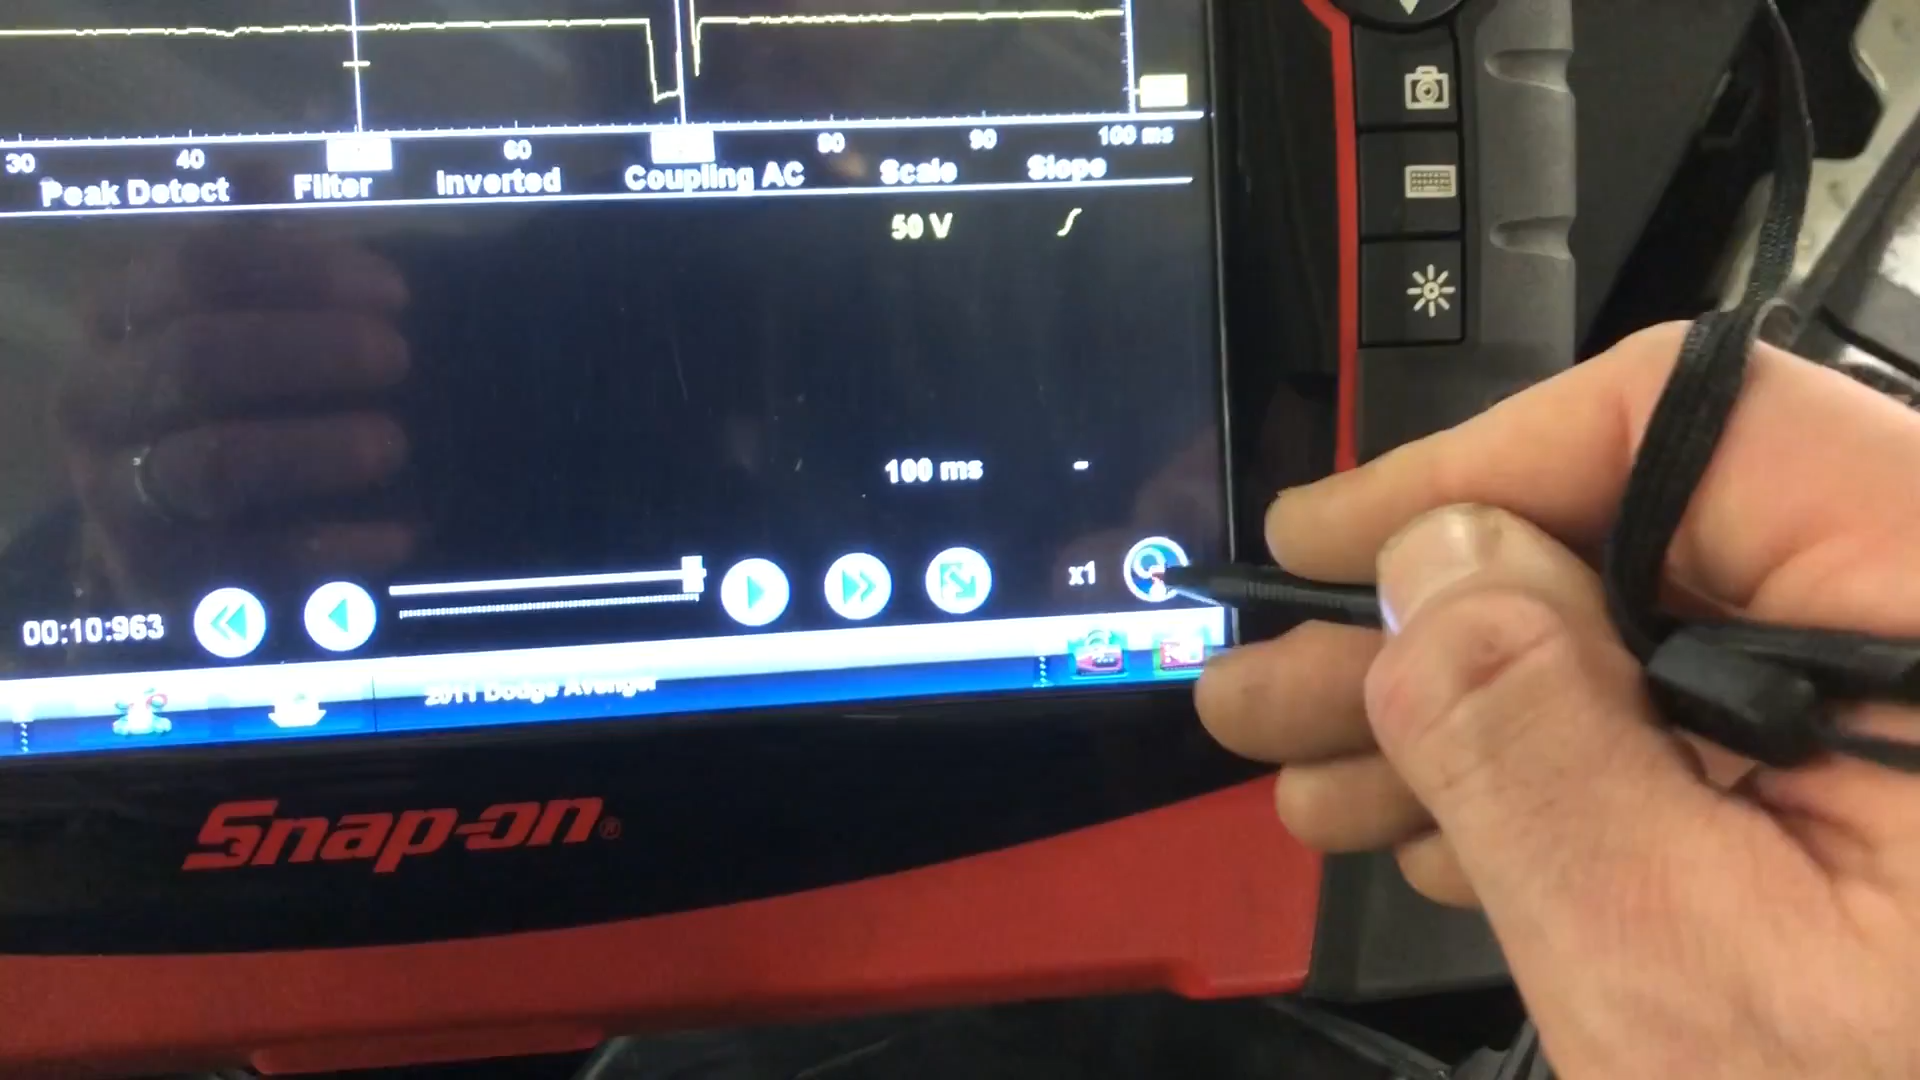 30 40 60 80 90 100 ms
Peak Detect Filter Inverted Coupling AC Scale Slope
50 V
100 ms -
00:10:963 x1
2011 Dodge Avenger
Snap-on®